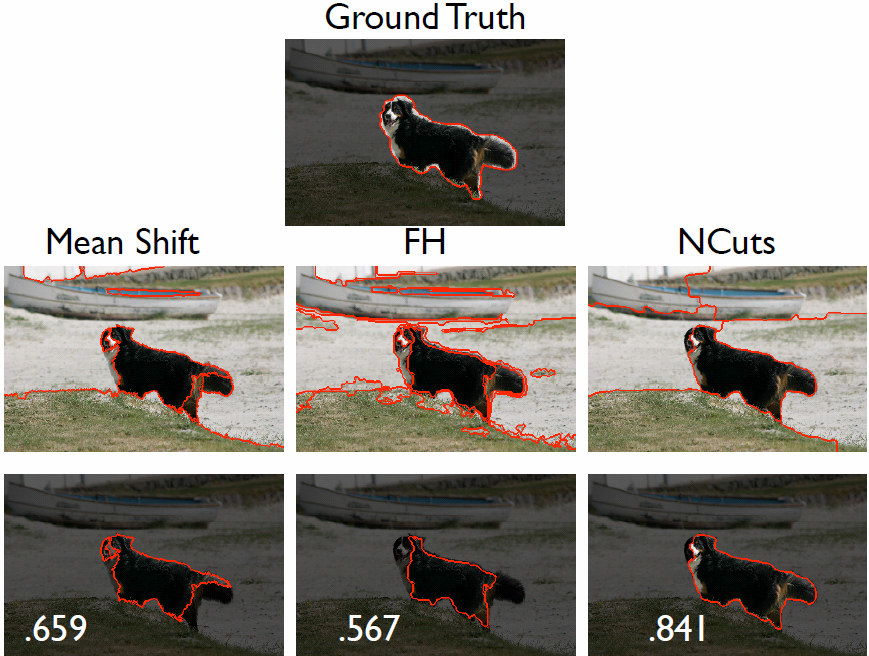 Ground Truth
Mean Shift
FH
NCuts
.659
.567
.841